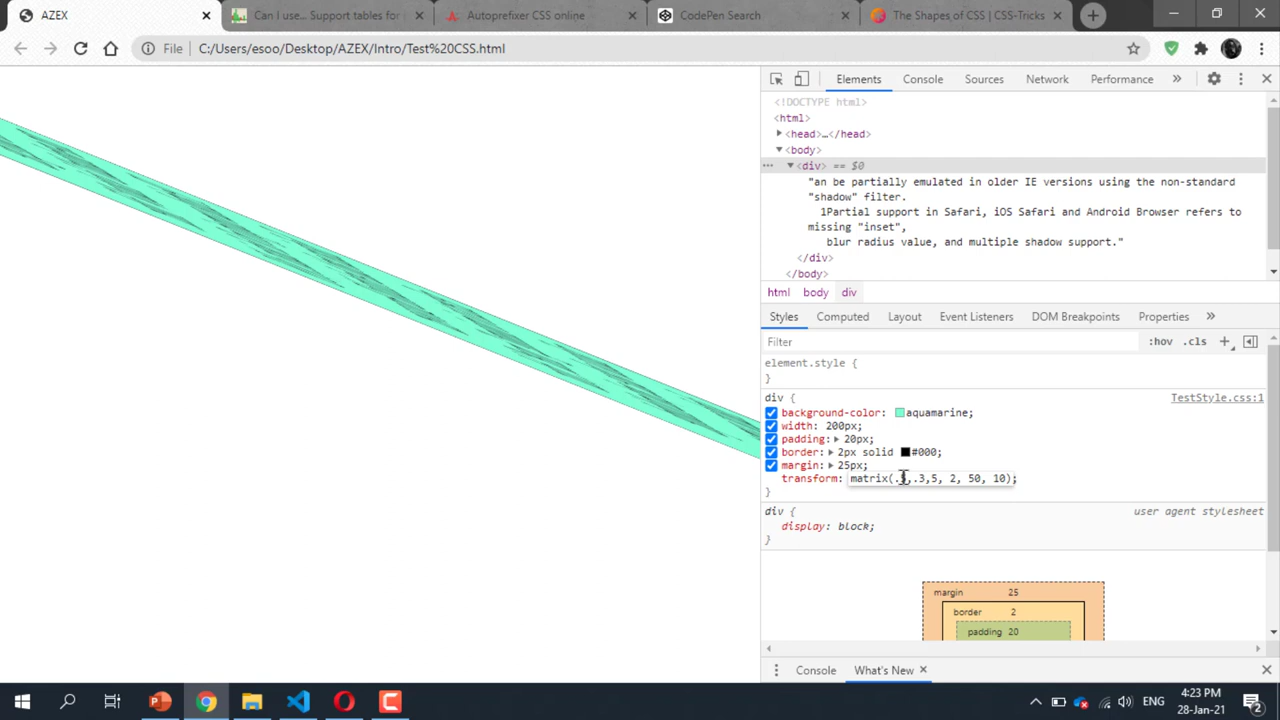 AZEX
Can I use... Support tables for
Autoprefixer CSS online
CodePen Search
The Shapes of CSS | CSS-Tricks
File
C:/Users/esoo/Desktop/AZEX/Intro/Test%20CSS.html
Elements
Console
Sources
Network
Performance
<!DOCTYPE html>
<html>
<head>…</head>
<body>
<div> == $0
"an be partially emulated in older IE versions using the non-standard
"shadow" filter.
1Partial support in Safari, iOS Safari and Android Browser refers to
missing "inset",
blur radius value, and multiple shadow support."
</div>
</body>
html
body
div
Styles
Computed
Layout
Event Listeners
DOM Breakpoints
Properties
Filter
:hov
.cls
element.style {
}
div {
TestStyle.css:1
background-color: aquamarine;
width: 200px;
padding: 20px;
border: 2px solid #000;
margin: 25px;
transform: ,.3,5, 2, 50, 10);
}
div {
user agent stylesheet
display: block;
}
margin
25
border
2
padding
20
Console
What's New
ENG
4:23 PM
28-Jan-21
2